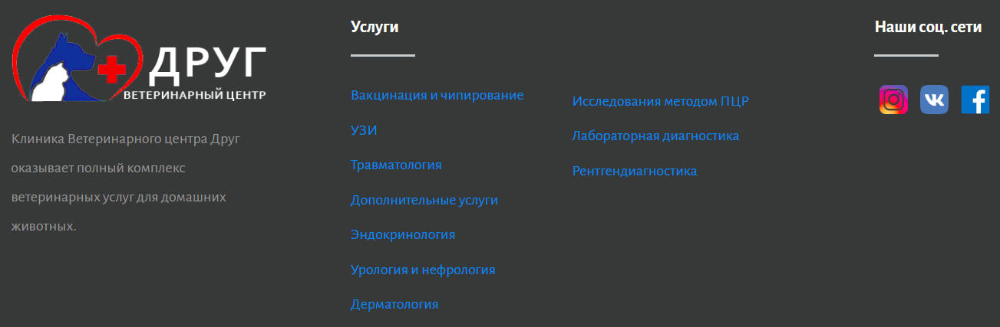 ДРУГ
ВЕТЕРИНАРНЫЙ ЦЕНТР
Клиника Ветеринарного центра Друг
оказывает полный комплекс
ветеринарных услуг для домашних
животных.
Услуги
Вакцинация и чипирование
УЗИ
Травматология
Дополнительные услуги
Эндокринология
Урология и нефрология
Дерматология
Исследования методом ПЦР
Лабораторная диагностика
Рентгендиагностика
Наши соц. сети